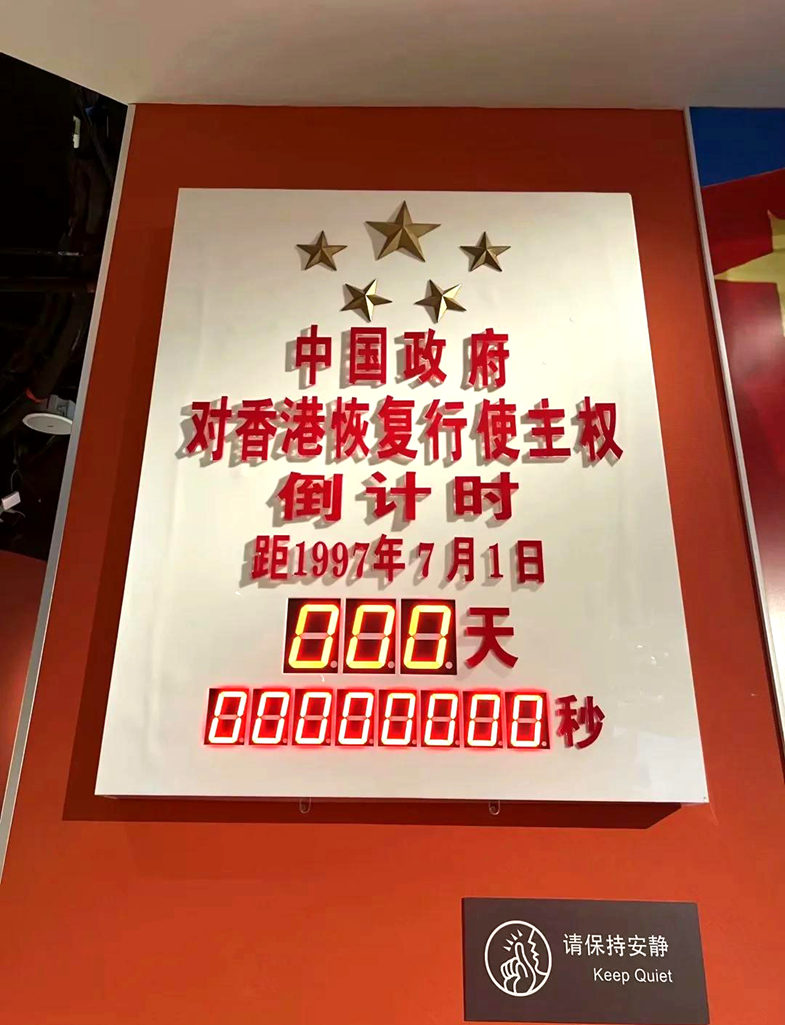 中国政府
对香港恢复行使主权
倒计时
距1997年7月1日
000天
00000000秒
请保持安静
Keep Quiet